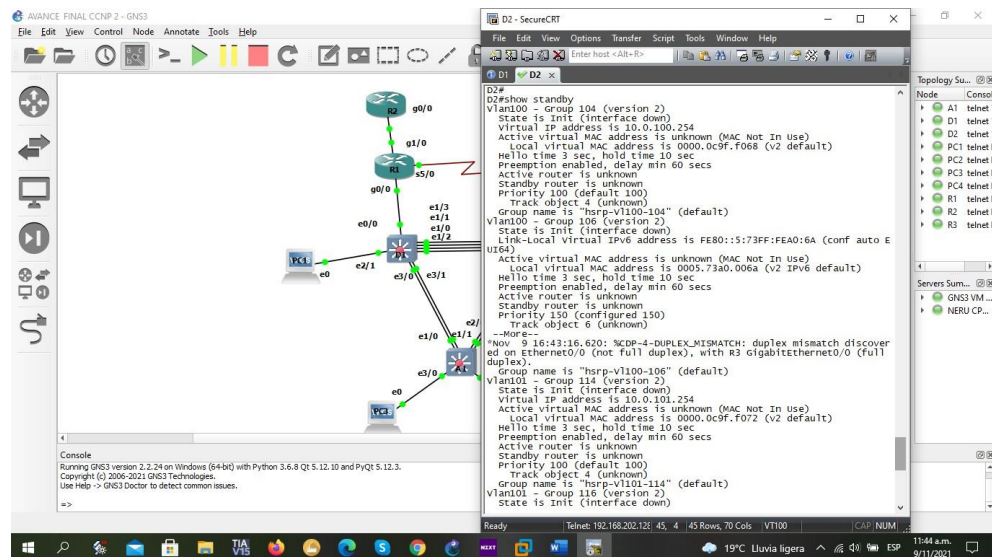 AVANCE FINAL CCNP 2 - GNS3
File Edit View Control Node Annotate Tools Help
R2
g0/0
g1/0
R1
s5/0
g0/0
e1/3
e1/1
e1/0
e1/2
e0/0
D1
PC1
e0
e2/1
e3/0
e3/1
e2/
e1/0
e1/1
e3/0
A1
e0
Console
Running GNS3 version 2.2.24 on Windows (64-bit) with Python 3.6.8 Qt 5.12.10 and PyQt 5.12.3.
Copyright (c) 2006-2021 GNS3 Technologies.
Use Help -> GNS3 Doctor to detect common issues.
=>
D2 - SecureCRT
File Edit View Options Transfer Script Tools Window Help
Enter host <Alt+R>
D1
D2
D2#
D2#show standby
Vlan100 - Group 104 (version 2)
State is Init (interface down)
Virtual IP address is 10.0.100.254
Active virtual MAC address is unknown (MAC Not In Use)
Local virtual MAC address is 0000.0c9f.f068 (v2 default)
Hello time 3 sec, hold time 10 sec
Preemption enabled, delay min 60 secs
Active router is unknown
Standby router is unknown
Priority 100 (default 100)
Track object 4 (unknown)
Group name is "hsrp-Vl100-104" (default)
Vlan100 - Group 106 (version 2)
State is Init (interface down)
Link-Local Virtual IPv6 address is FE80::5:73FF:FEA0:6A (conf auto E
UI64)
Active virtual MAC address is unknown (MAC Not In Use)
Local virtual MAC address is 0005.73a0.006a (v2 IPv6 default)
Hello time 3 sec, hold time 10 sec
Preemption enabled, delay min 60 secs
Active router is unknown
Standby router is unknown
Priority 150 (configured 150)
Track object 6 (unknown)
--More--
*Nov 9 16:43:16.620: %CDP-4-DUPLEX_MISMATCH: duplex mismatch discover
ed on Ethernet0/0 (not full duplex), with R3 GigabitEthernet0/0 (full
duplex).
Group name is "hsrp-Vl100-106" (default)
Vlan101 - Group 114 (version 2)
State is Init (interface down)
Virtual IP address is 10.0.101.254
Active virtual MAC address is unknown (MAC Not In Use)
Local virtual MAC address is 0000.0c9f.f072 (v2 default)
Hello time 3 sec, hold time 10 sec
Preemption enabled, delay min 60 secs
Active router is unknown
Standby router is unknown
Priority 100 (default 100)
Track object 4 (unknown)
Group name is "hsrp-Vl101-114" (default)
Vlan101 - Group 116 (version 2)
State is Init (interface down)
Ready
Telnet: 192.168.202.128
45, 4
45 Rows, 70 Cols
VT100
CAP NUM
Topology Su...
Node Consol
A1 telnet
D1 telnet
D2 telnet
PC1 telnet
PC2 telnet
PC3 telnet
PC4 telnet
R1 telnet
R2 telnet
R3 telnet
Servers Sum...
GNS3 VM ...
NERU CP...
TIA V15
NEXT
19°C Lluvia ligera
ESP
11:44 a.m.
9/11/2021